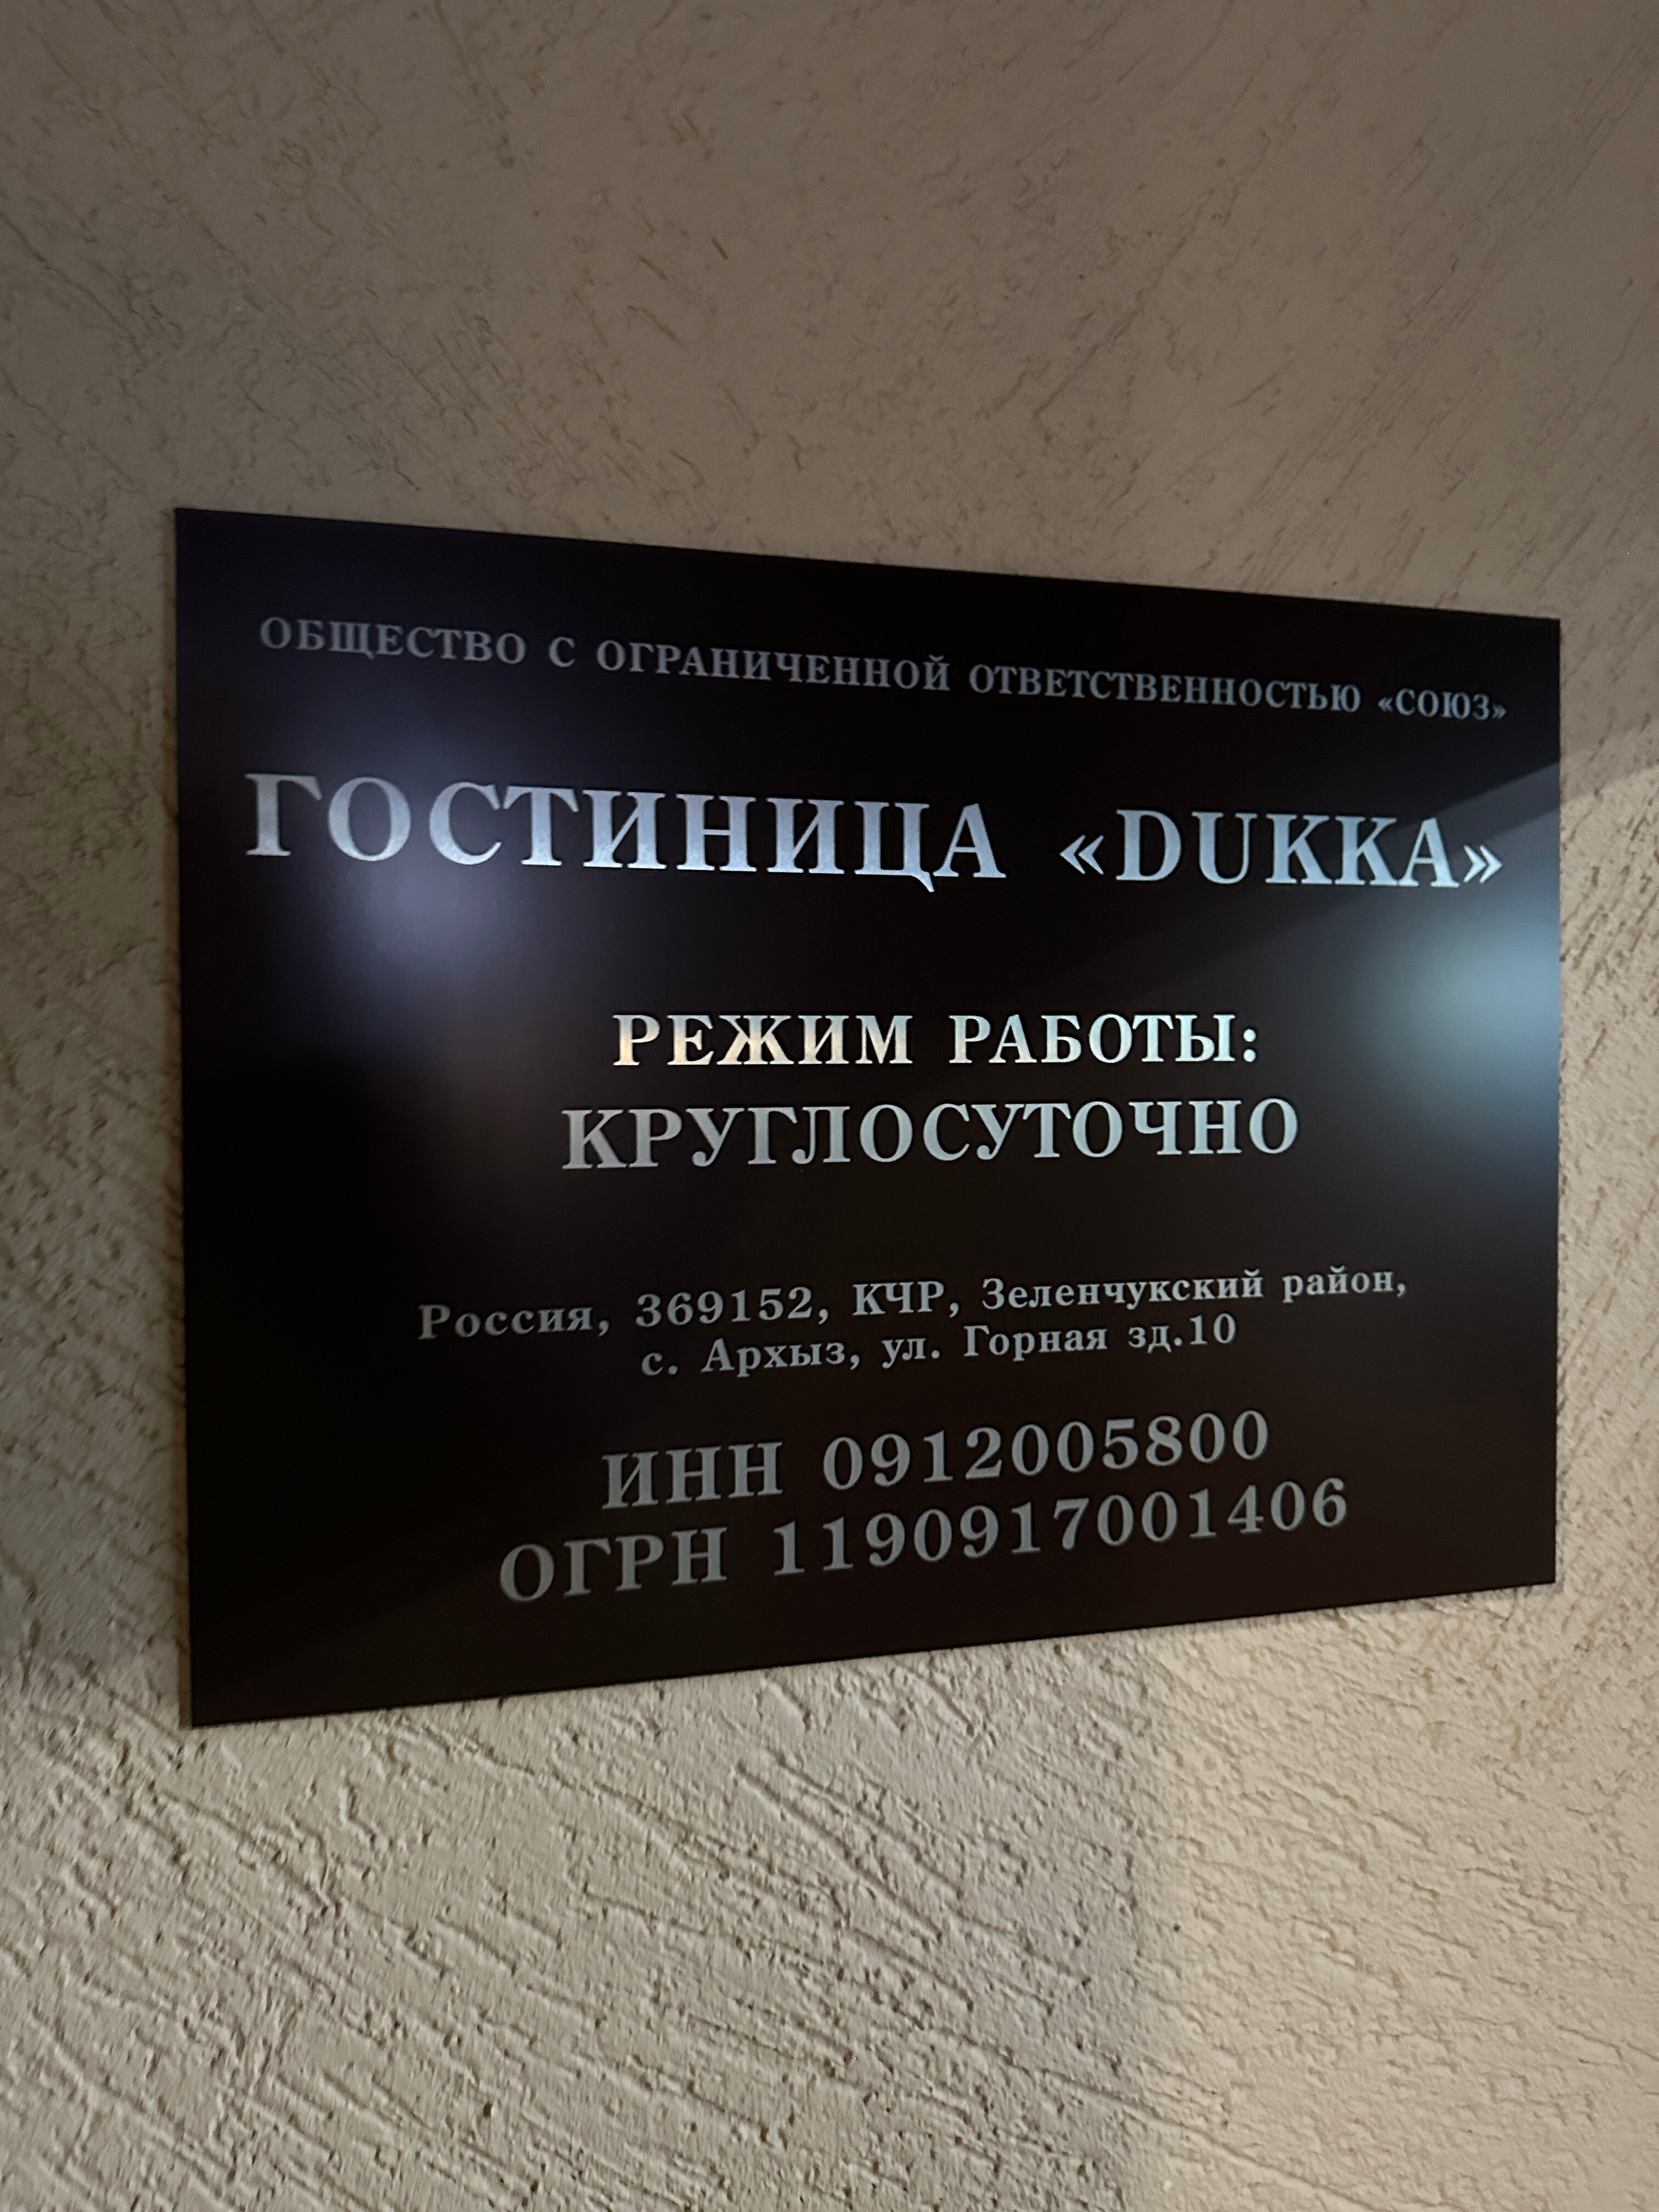 ОБЩЕСТВО С ОГРАНИЧЕННОЙ ОТВЕТСТВЕННОСТЬЮ «СОЮЗ»
ГОСТИНИЦА «DUKKA»
РЕЖИМ РАБОТЫ:
КРУГЛОСУТОЧНО
Россия, 369152, КЧР, Зеленчукский район,
с. Архыз, ул. Горная зд.10
ИНН 0912005800
ОГРН 1190917001406